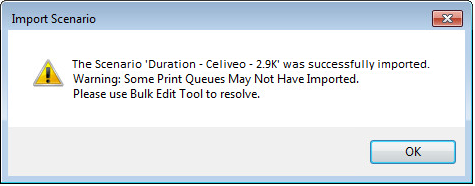 Import Scenario
The Scenario 'Duration - Celiveo - 2.9K' was successfully imported.
Warning: Some Print Queues May Not Have Imported.
Please use Bulk Edit Tool to resolve.
OK